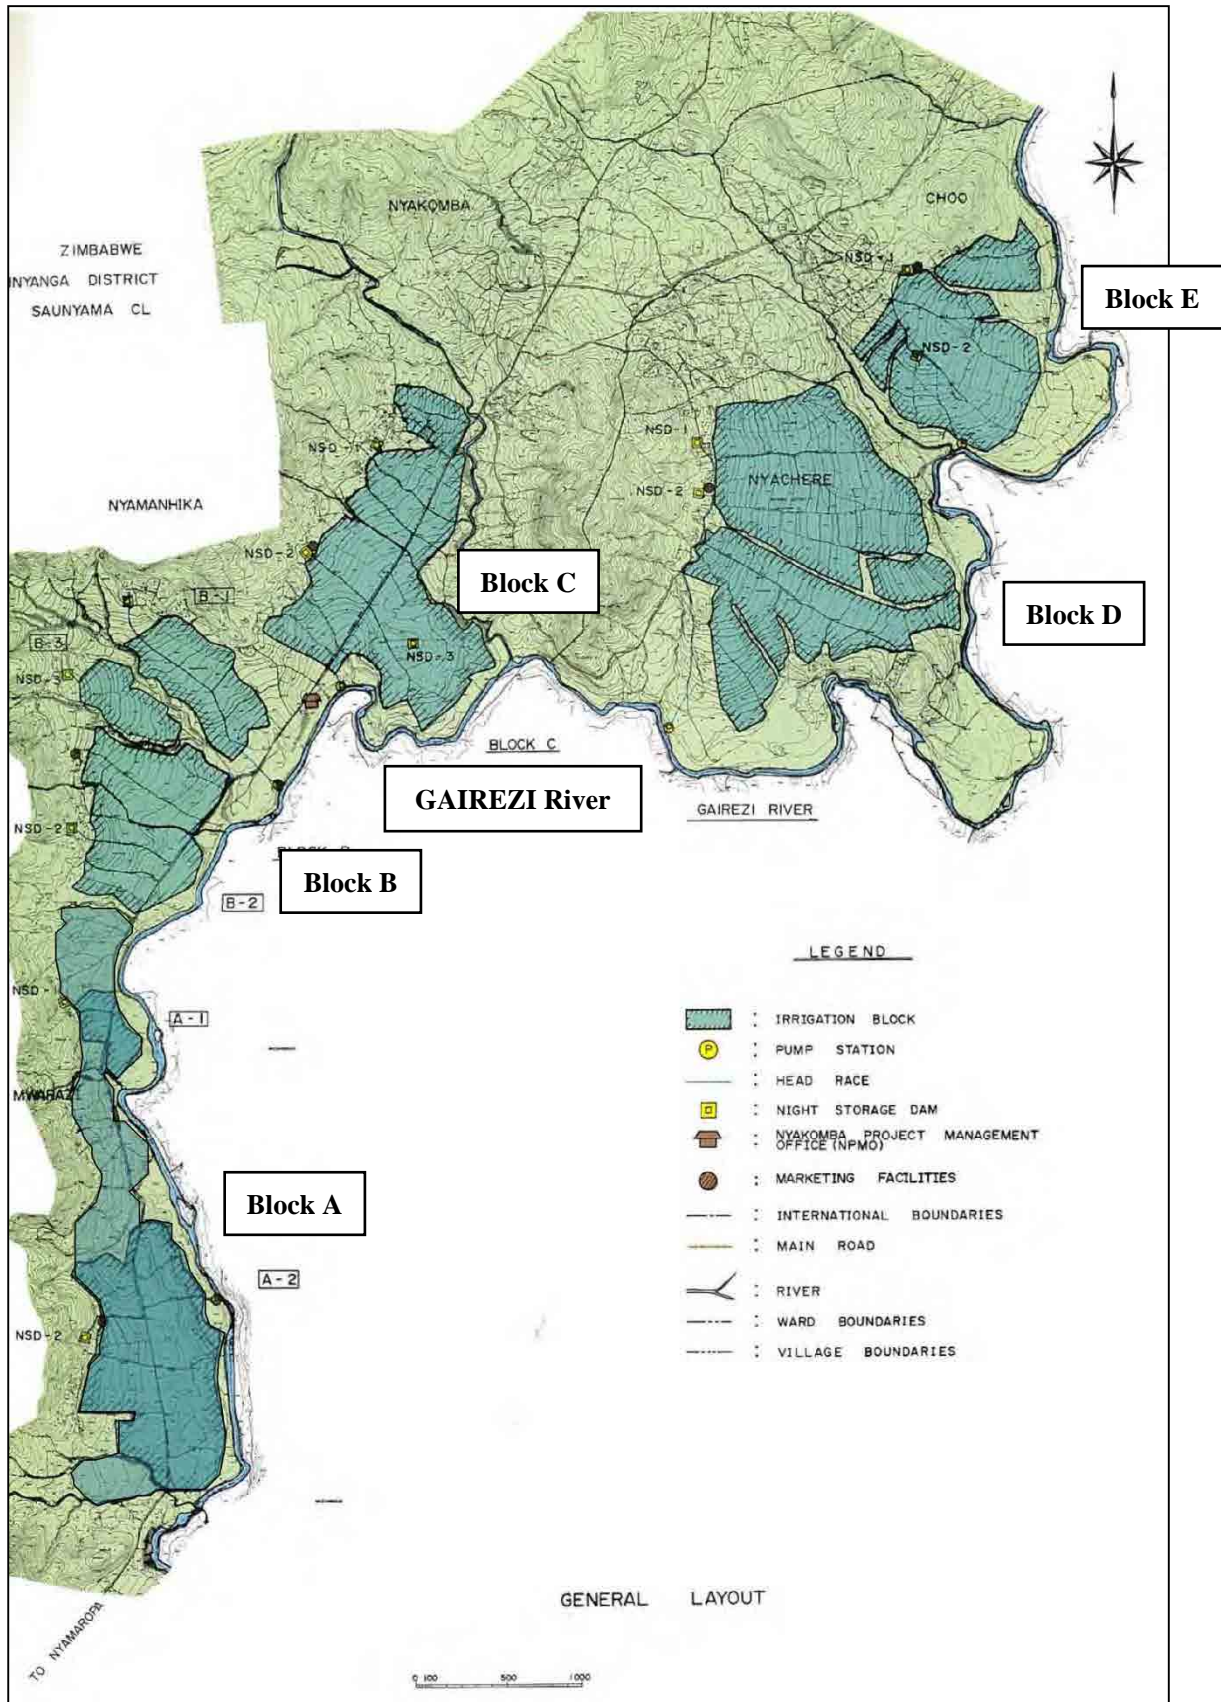 NYAKOMBA
CHOO
ZIMBABWE
INYANGA DISTRICT
SAUNYAMA CL
NSD-1
Block E
NSD-2
NSD-1
NSD-1
NSD-2
NYACHERE
NYAMANHIKA
NSD-2
Block C
B-1
Block D
B-3
NSD-3
NSD-3
BLOCK C
GAIREZI River
GAIREZI RIVER
NSD-2
Block B
B-2
LEGEND
NSD-1
A-1
: IRRIGATION BLOCK
P : PUMP STATION
: HEAD RACE
MWARAZI
: NIGHT STORAGE DAM
: NYAKOMBA PROJECT MANAGEMENT
OFFICE (NPMO)
: MARKETING FACILITIES
Block A
: INTERNATIONAL BOUNDARIES
: MAIN ROAD
A-2
: RIVER
: WARD BOUNDARIES
NSD-2
: VILLAGE BOUNDARIES
GENERAL LAYOUT
TO NYAMAROPA
0 100 500 1000